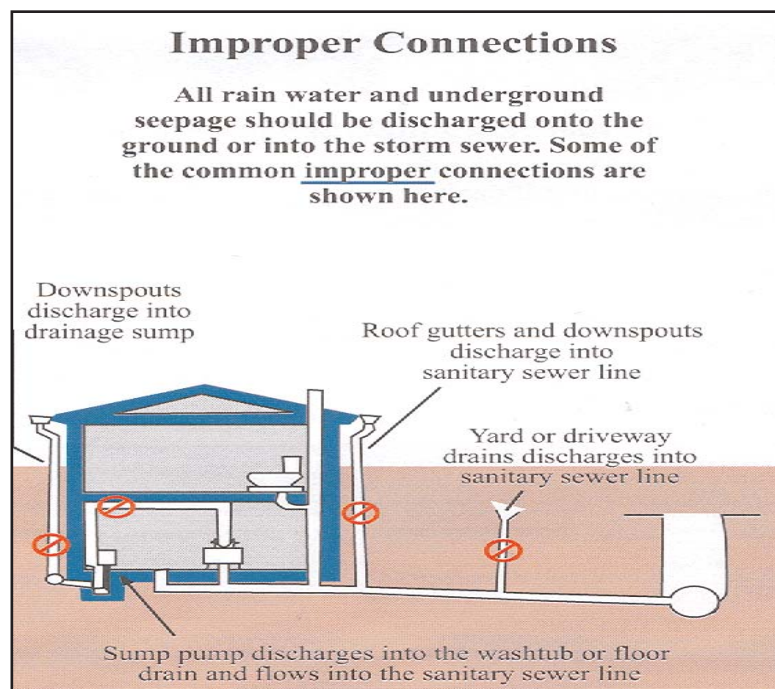 Improper Connections
All rain water and underground
seepage should be discharged onto the
ground or into the storm sewer. Some of
the common improper connections are
shown here.
Downspouts
discharge into
drainage sump
Roof gutters and downspouts
discharge into
sanitary sewer line
Yard or driveway
drains discharges into
sanitary sewer line
Sump pump discharges into the washtub or floor
drain and flows into the sanitary sewer line